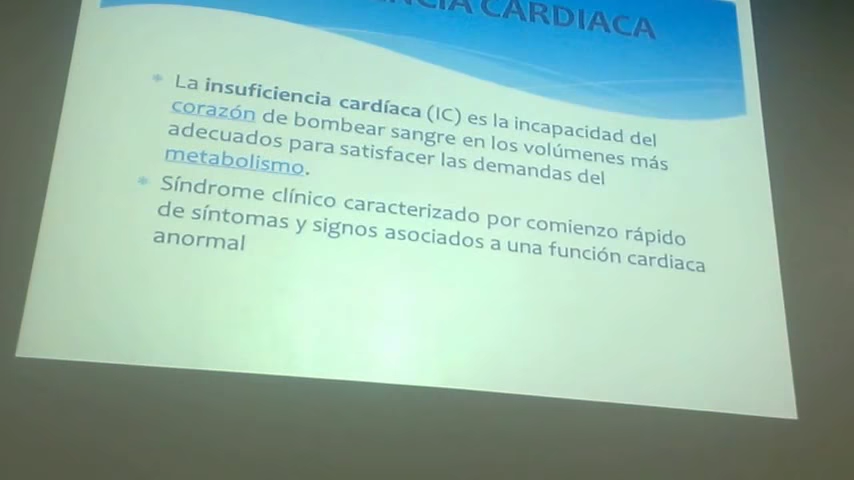 CARDIACA
La insuficiencia cardíaca (IC) es la incapacidad del
corazón de bombear sangre en los volúmenes más
adecuados para satisfacer las demandas del
metabolismo.
Síndrome clínico caracterizado por comienzo rápido
de síntomas y signos asociados a una función cardiaca
anormal